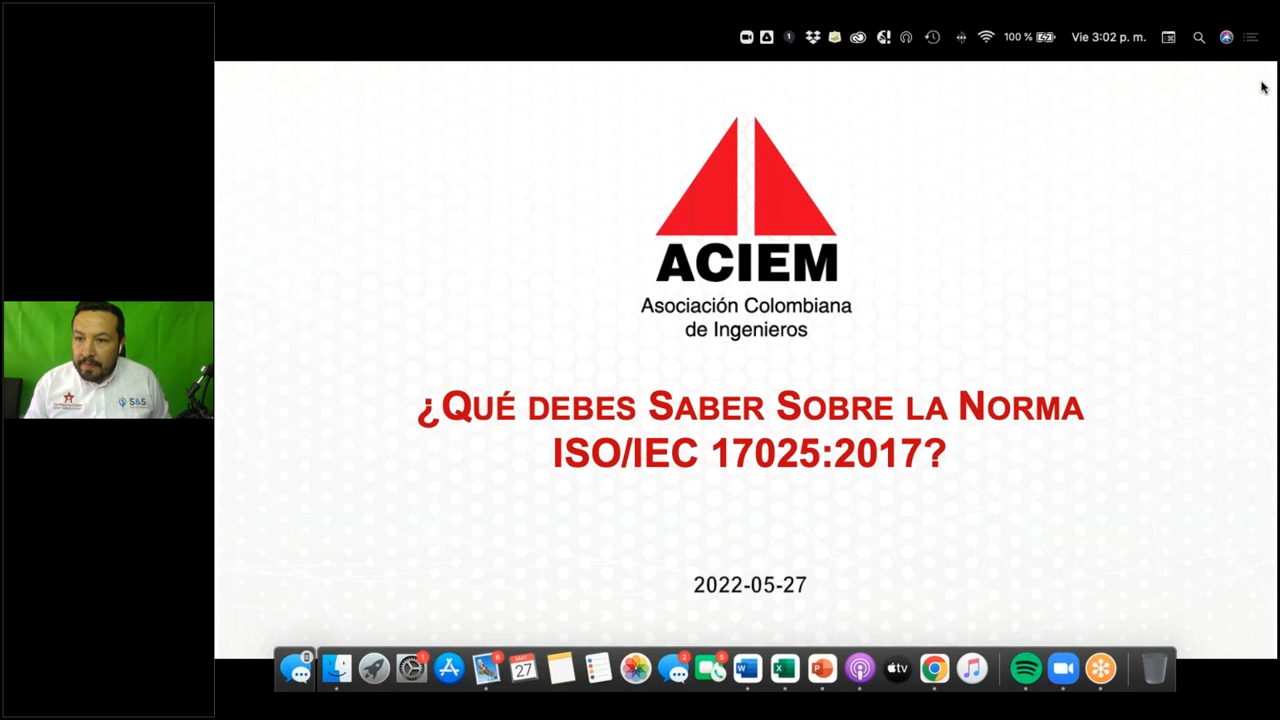 100 %
Vie 3:02 p. m.
ACIEM
Asociación Colombiana
de Ingenieros
¿QUÉ DEBES SABER SOBRE LA NORMA
ISO/IEC 17025:2017?
2022-05-27
S&S
27
tv